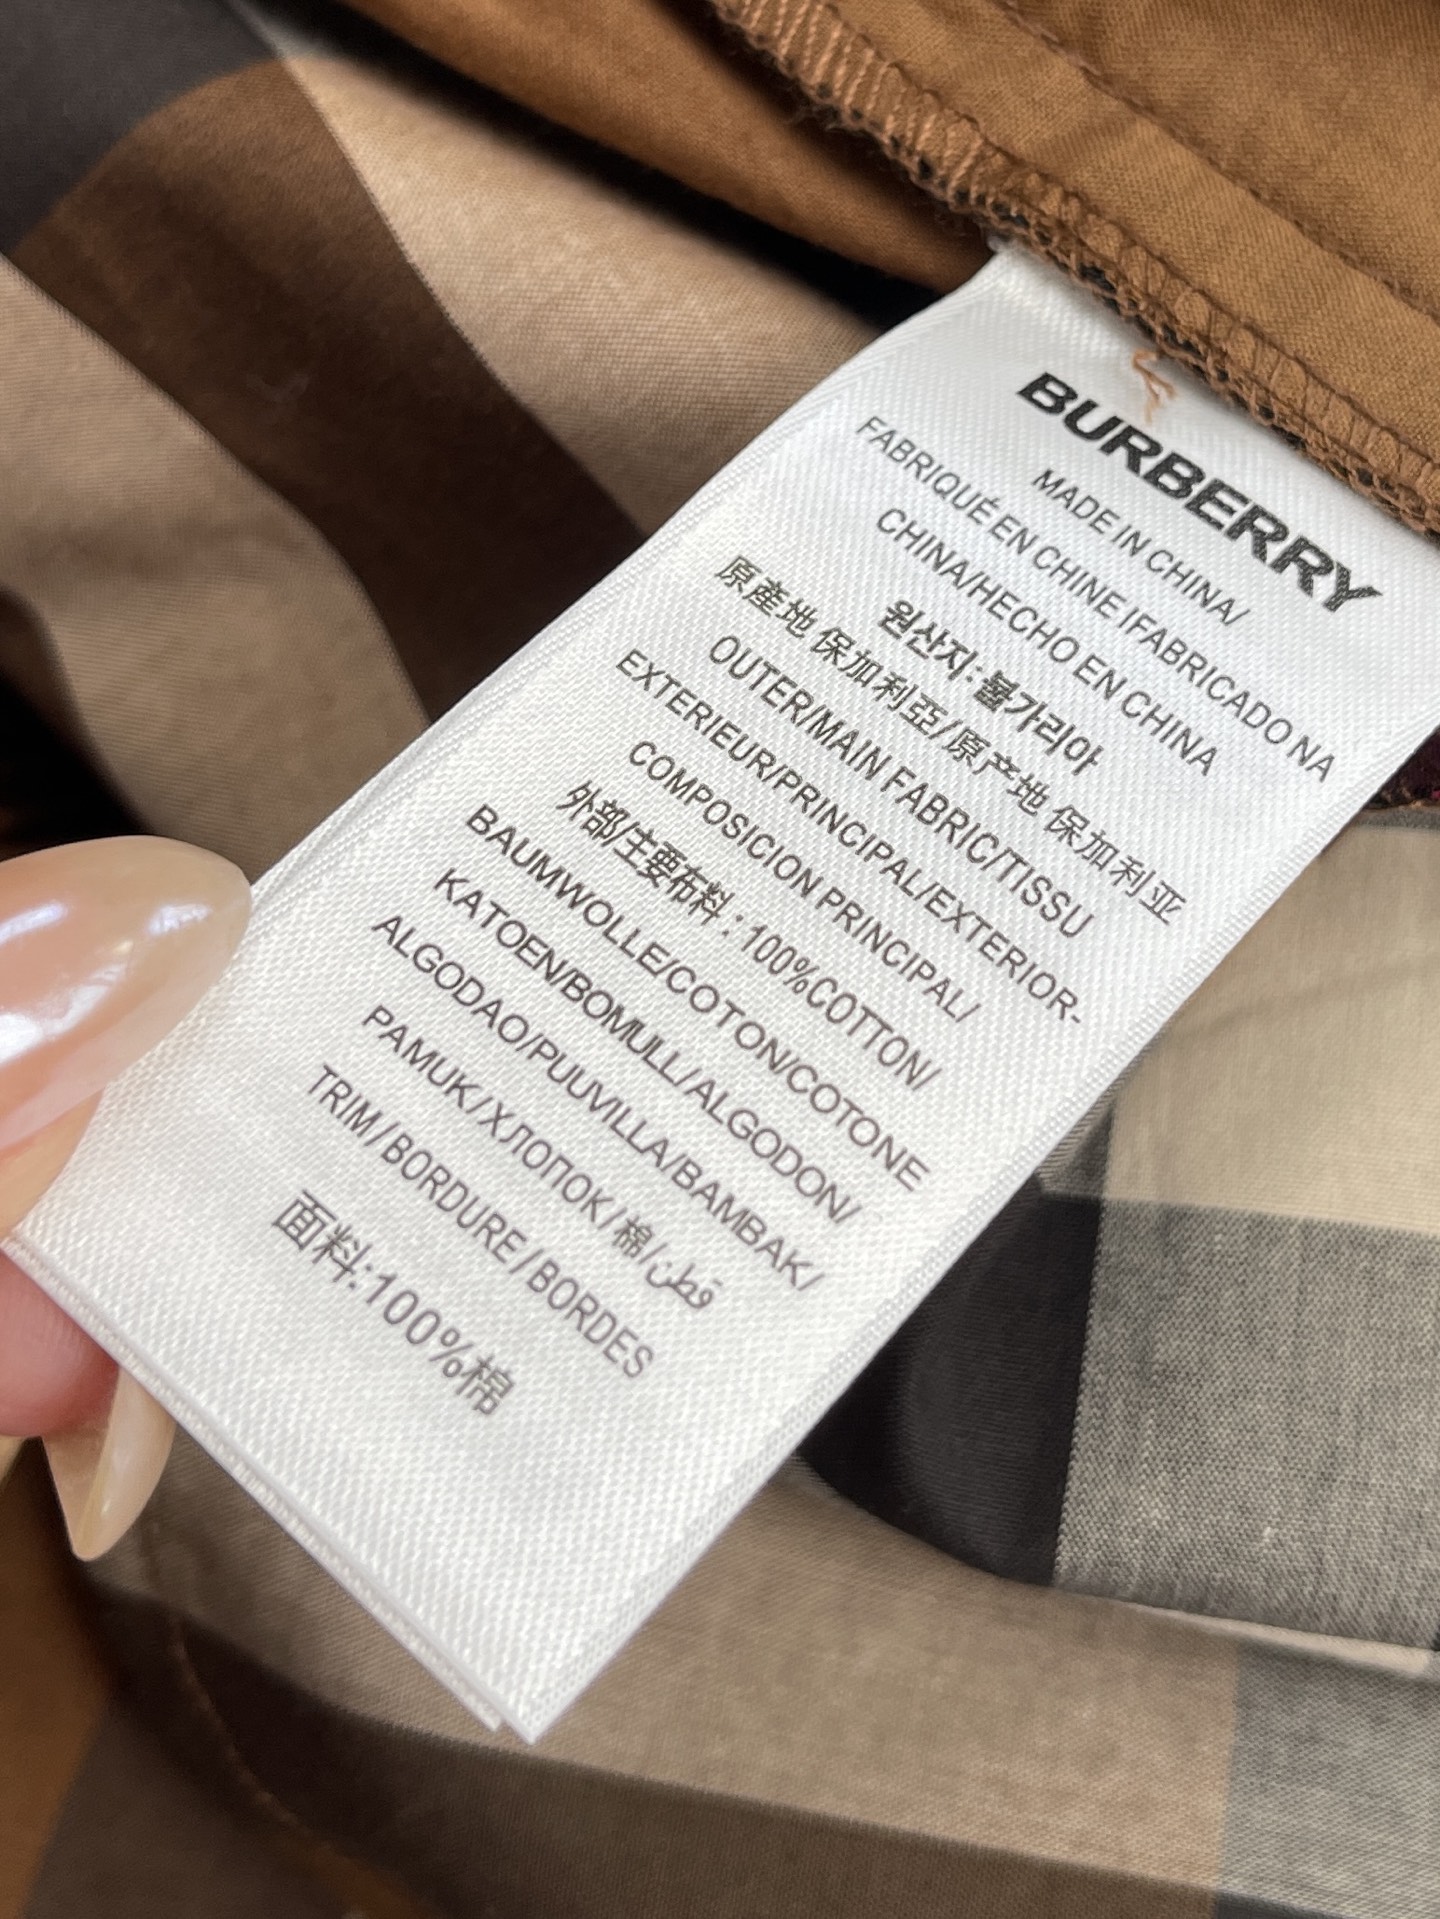 BURBERRY
MADE IN CHINA/
FABRIQUÉ EN CHINE IFABRICADO NA
CHINA/HECHO EN CHINA
원산지:불가리아
原產地 保加利亞/原产地 保加利亚
OUTER/MAIN FABRIC/TISSU
EXTERIEUR/PRINCIPAL/EXTERIOR-
COMPOSICION PRINCIPAL/
外部/主要布料:100%COTTON/
BAUMWOLLE/COTON/COTONE
KATOEN/BOMULL/ALGODON/
ALGODAO/PUUVILLA/BAMBAK/
PAMUK/ХЛОПОК/棉/قطن
TRIM/BORDURE/BORDES
面料:100%棉